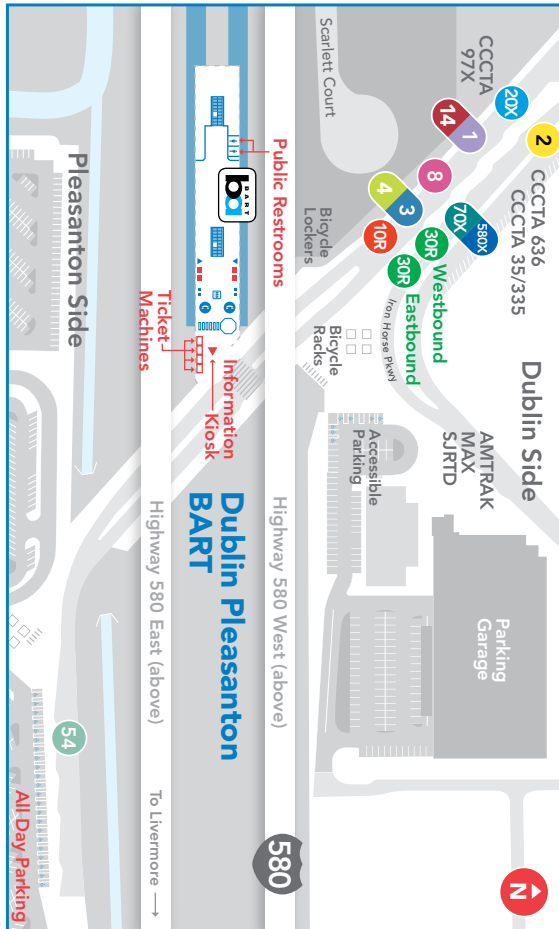 2
CCCTA 636
CCCTA 35/335
20X
CCCTA
97X
1
14
580X
70X
8
3
4
10R
30R
Westbound
30R
Eastbound
Iron Horse Pkwy
Dublin Side
AMTRAK
MAX
SJRTD
Parking
Garage
N
Scarlett Court
Bicycle
Lockers
Bicycle
Racks
Accessible
Parking
Highway 580 West (above)
580
Public Restrooms
BART
ba
Information
Kiosk
Ticket
Machines
Dublin Pleasanton
BART
Highway 580 East (above)
To Livermore →
Pleasanton Side
54
All Day Parking